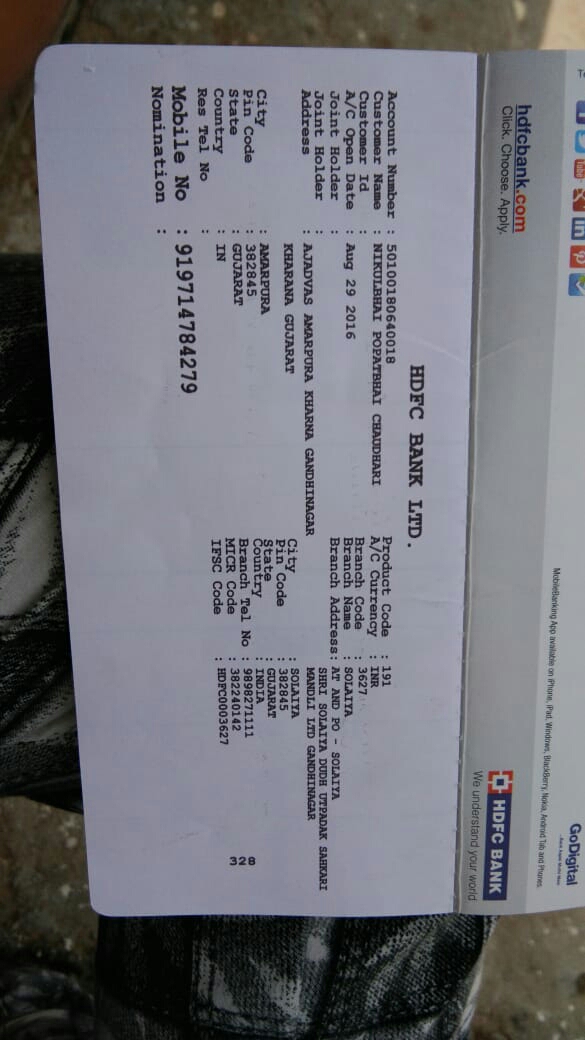 To
hdfcbank.com
Click. Choose. Apply.
MobileBanking App available on iPhone, iPad, Windows, BlackBerry, Nokia, Android Tab and Phones.
GoDigital
HDFC BANK
We understand your world
HDFC BANK LTD.
Account Number : 50100180640018
Customer Name : NIKULBHAI POPATBHAI CHAUDHARI
Customer Id :
A/C Open Date : Aug 29 2016
Joint Holder :
Joint Holder :
Address : AJADVAS AMARPURA KHARNA GANDHINAGAR
KHARANA GUJARAT
City : AMARPURA
Pin Code : 382845
State : GUJARAT
Country : IN
Res Tel No :
Mobile No : 919714784279
Nomination :
Product Code : 191
A/C Currency : INR
Branch Code : 3627
Branch Name : SOLAIYA
Branch Address: AT AND PO - SOLAIYA
SHRI SOLAIYA DUDH UTPADAK SAHKARI
MANDLI LTD GANDHINAGAR
City : SOLAIYA
Pin Code : 382845
State : GUJARAT
Country : INDIA
Branch Tel No : 9898271111
MICR Code : 382240142
IFSC Code : HDFC0003627
328